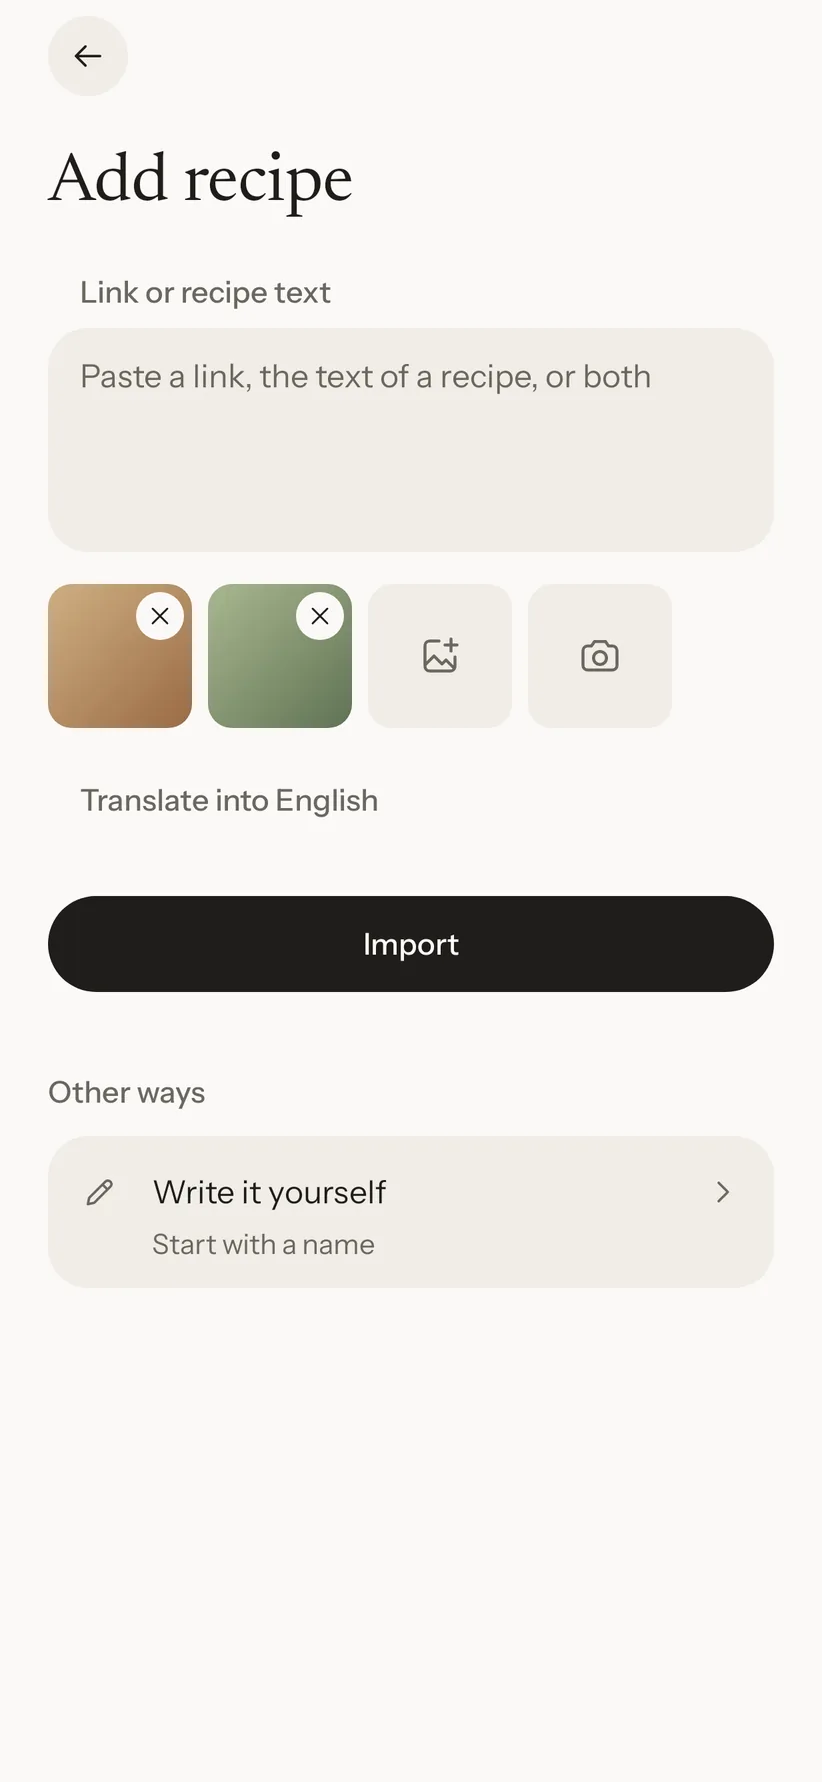 Add recipe
Link or recipe text
Paste a link, the text of a recipe, or both
Translate into English
Import
Other ways
Write it yourself
Start with a name